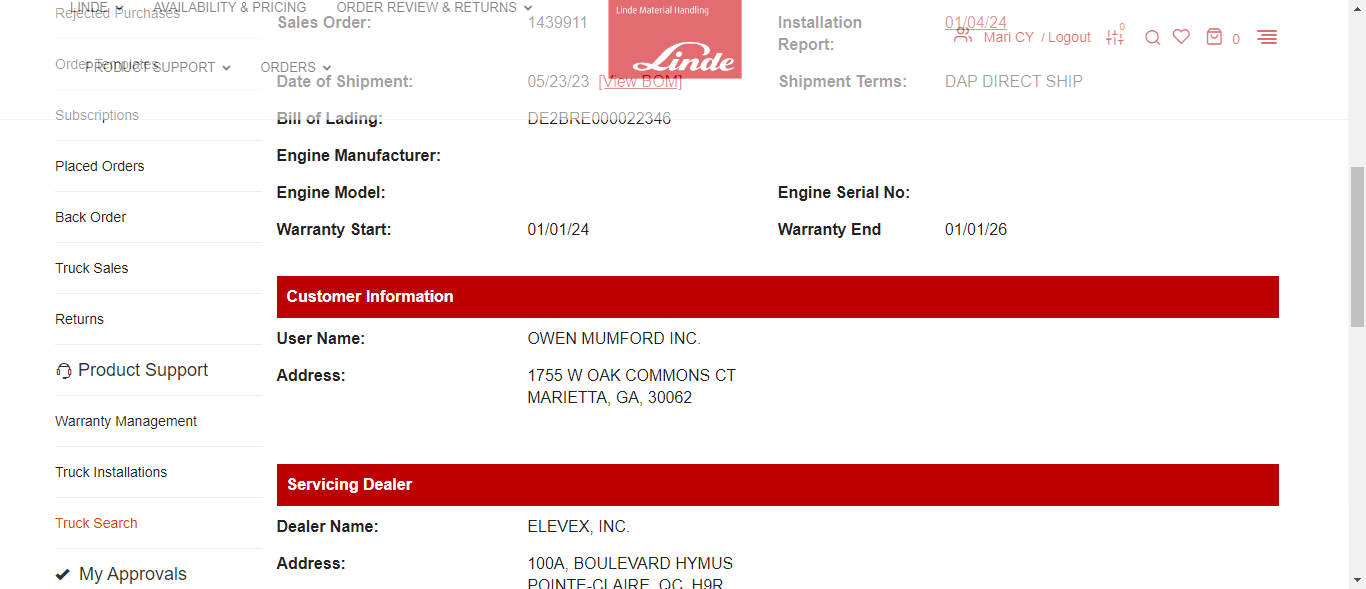 LINDE
AVAILABILITY & PRICING
ORDER REVIEW & RETURNS
PRODUCT SUPPORT
ORDERS
Linde Material Handling
Linde
Mari CY / Logout
0
0
Rejected Purchases
Order Templates
Subscriptions
Placed Orders
Back Order
Truck Sales
Returns
Product Support
Warranty Management
Truck Installations
Truck Search
My Approvals
Sales Order: 1439911 Installation Report: 01/04/24
Date of Shipment: 05/23/23 [View BOM] Shipment Terms: DAP DIRECT SHIP
Bill of Lading: DE2BRE000022346
Engine Manufacturer:
Engine Model: Engine Serial No:
Warranty Start: 01/01/24 Warranty End 01/01/26
Customer Information
User Name: OWEN MUMFORD INC.
Address: 1755 W OAK COMMONS CT
MARIETTA, GA, 30062
Servicing Dealer
Dealer Name: ELEVEX, INC.
Address: 100A, BOULEVARD HYMUS
POINTE-CLAIRE, QC, H9R